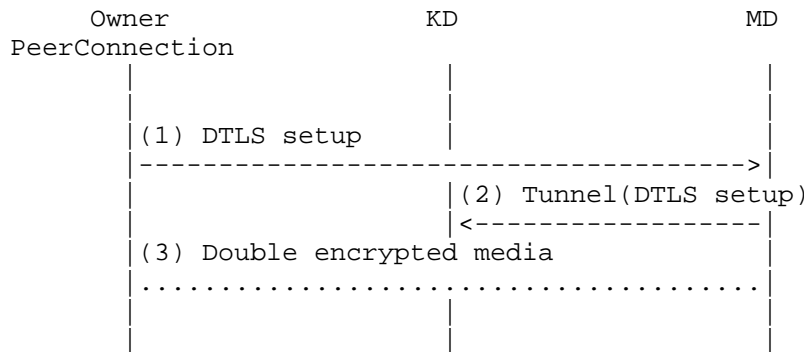 Owner KD MD
PeerConnection
(1) DTLS setup
(2) Tunnel(DTLS setup)
(3) Double encrypted media